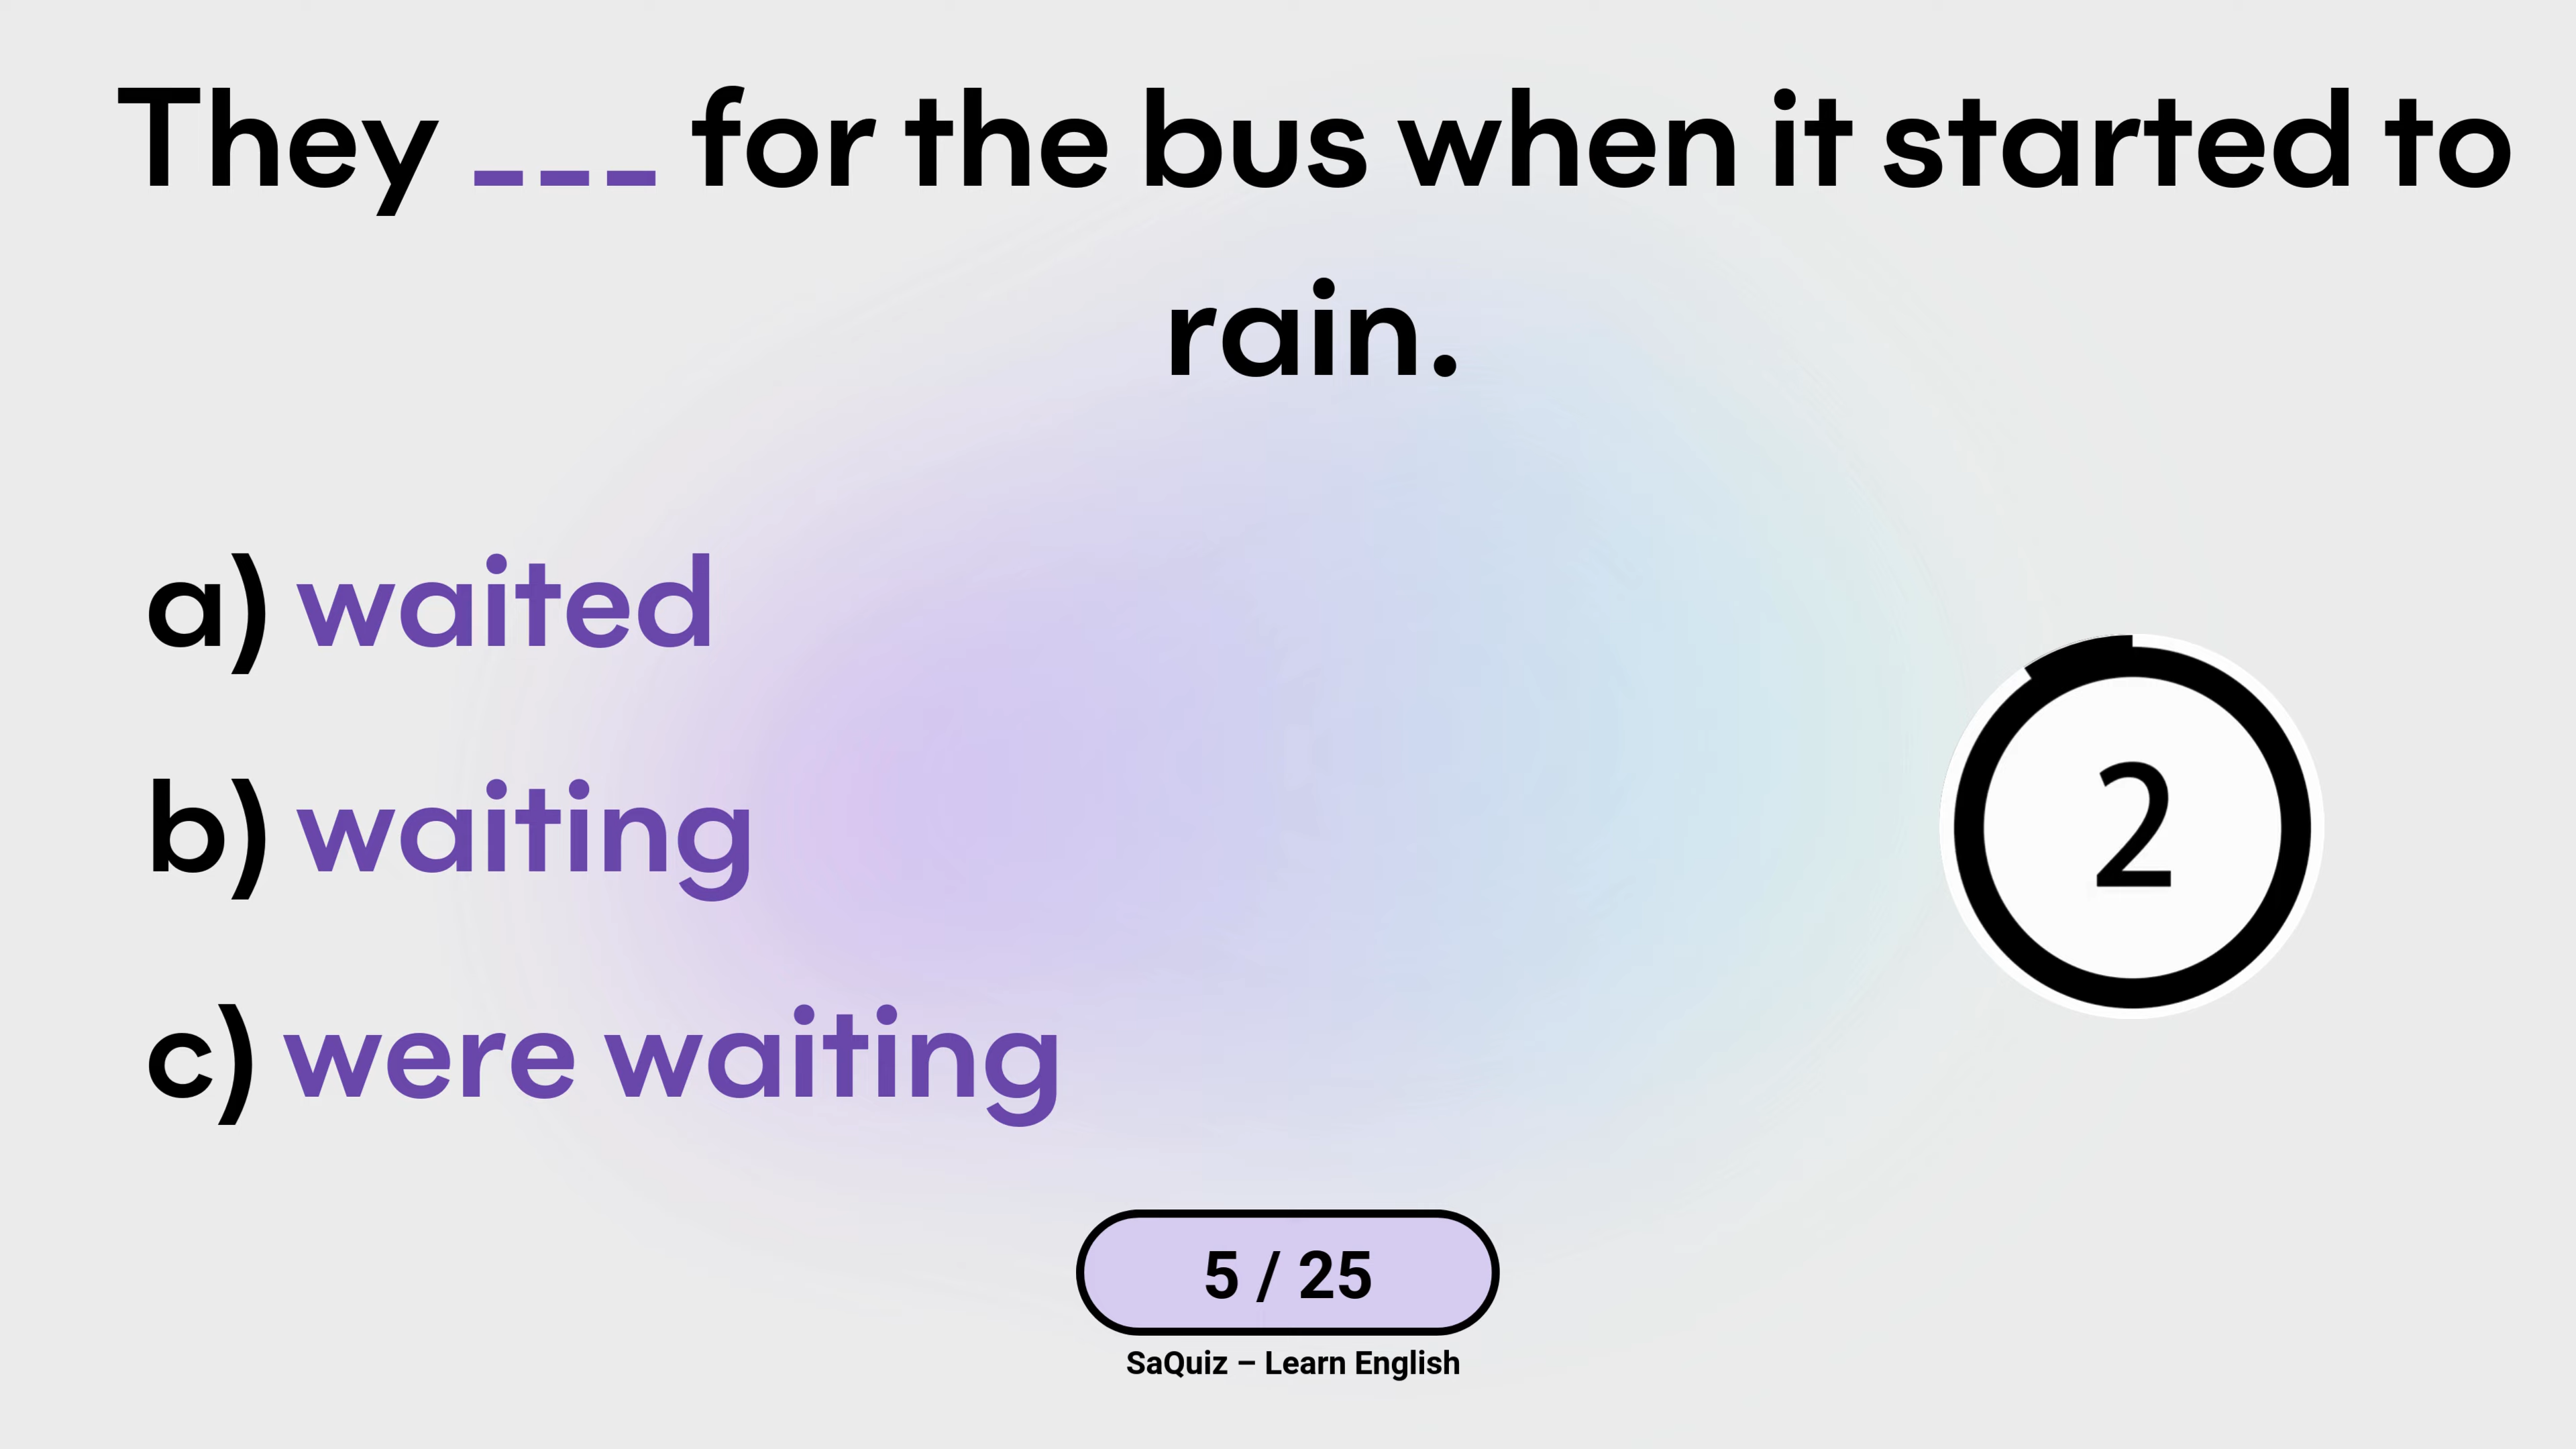 They ___ for the bus when it started to
rain.
a) waited
b) waiting
c) were waiting
2
5 / 25
SaQuiz – Learn English